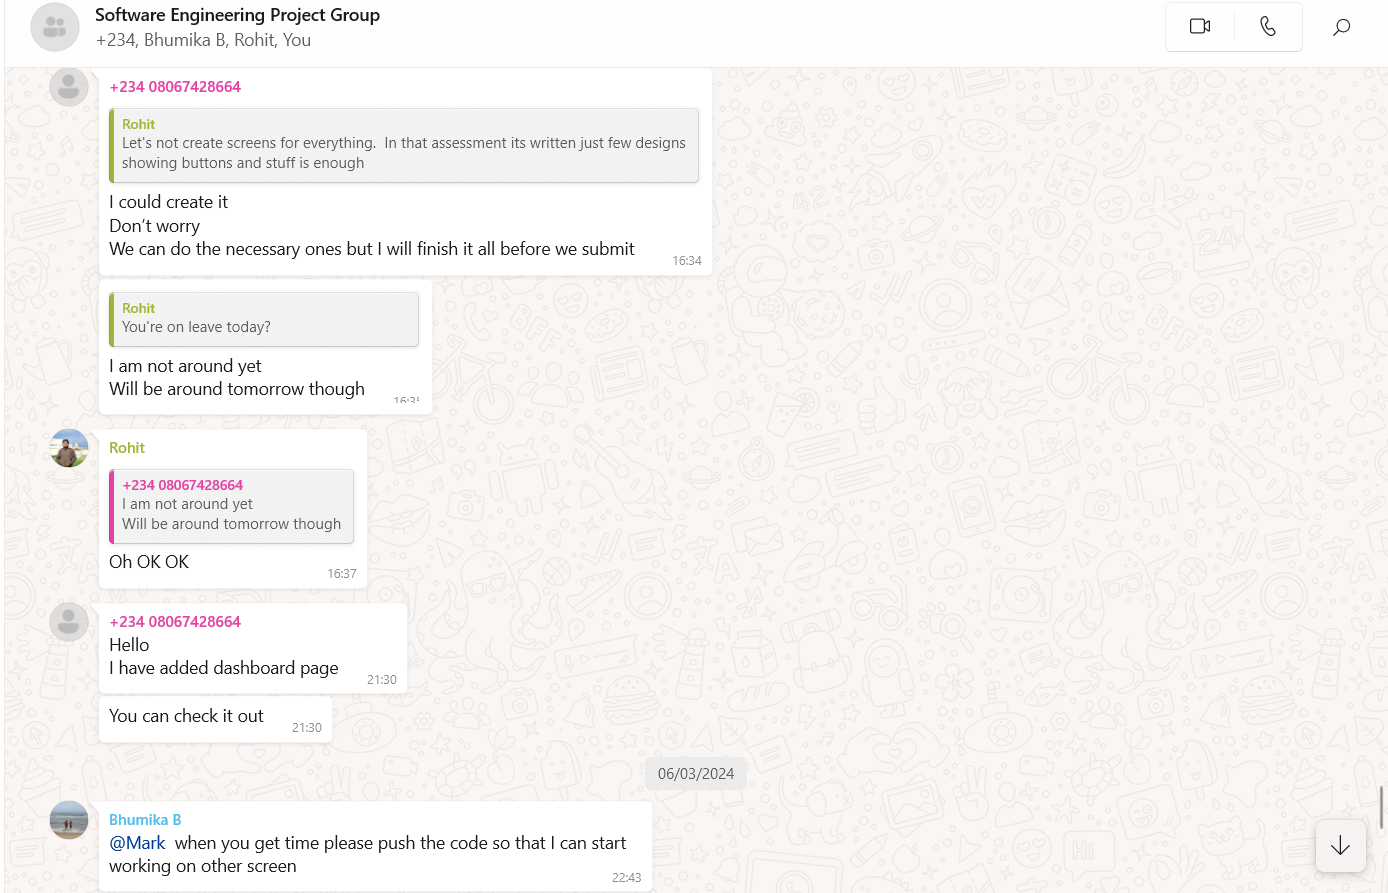 Software Engineering Project Group
+234, Bhumika B, Rohit, You
+234 08067428664
Rohit
Let's not create screens for everything.  In that assessment its written just few designs
showing buttons and stuff is enough
I could create it
Don’t worry
We can do the necessary ones but I will finish it all before we submit
16:34
Rohit
You're on leave today?
I am not around yet
Will be around tomorrow though
Rohit
+234 08067428664
I am not around yet
Will be around tomorrow though
Oh OK OK
16:37
+234 08067428664
Hello
I have added dashboard page
21:30
You can check it out
21:30
06/03/2024
Bhumika B
@Mark  when you get time please push the code so that I can start
working on other screen
22:43